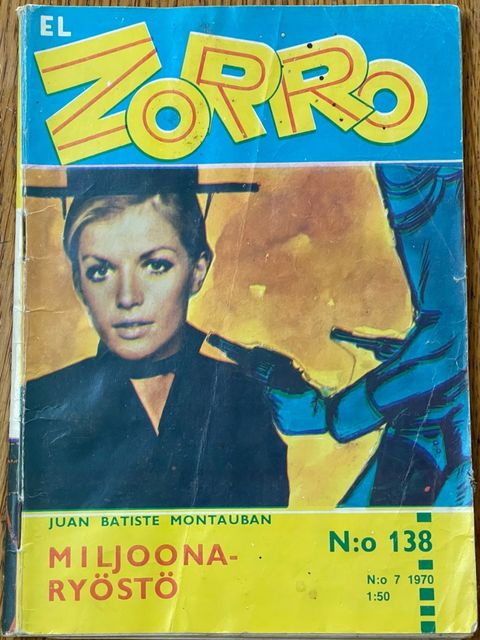 EL
ZORRO
JUAN BATISTE MONTAUBAN
MILJOONA-
RYÖSTÖ
N:o 138
N:o 7 1970
1:50